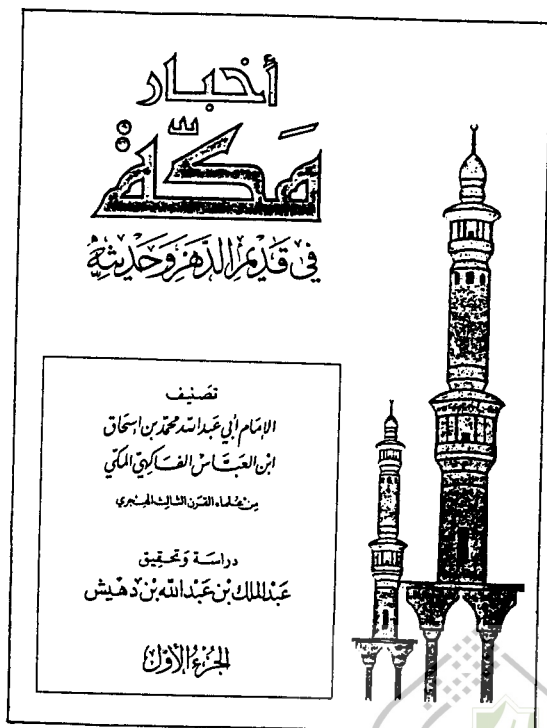 أخبار
مكة
في قديم الدهر وحديثه
تصنيف
الإمام أبي عبد الله محمد بن إسحاق
ابن العباس الفاكهي المكي
من علماء القرن الثالث الهجري
دراسة وتحقيق
عبد الملك بن عبد الله بن دهيش
الجزء الأول